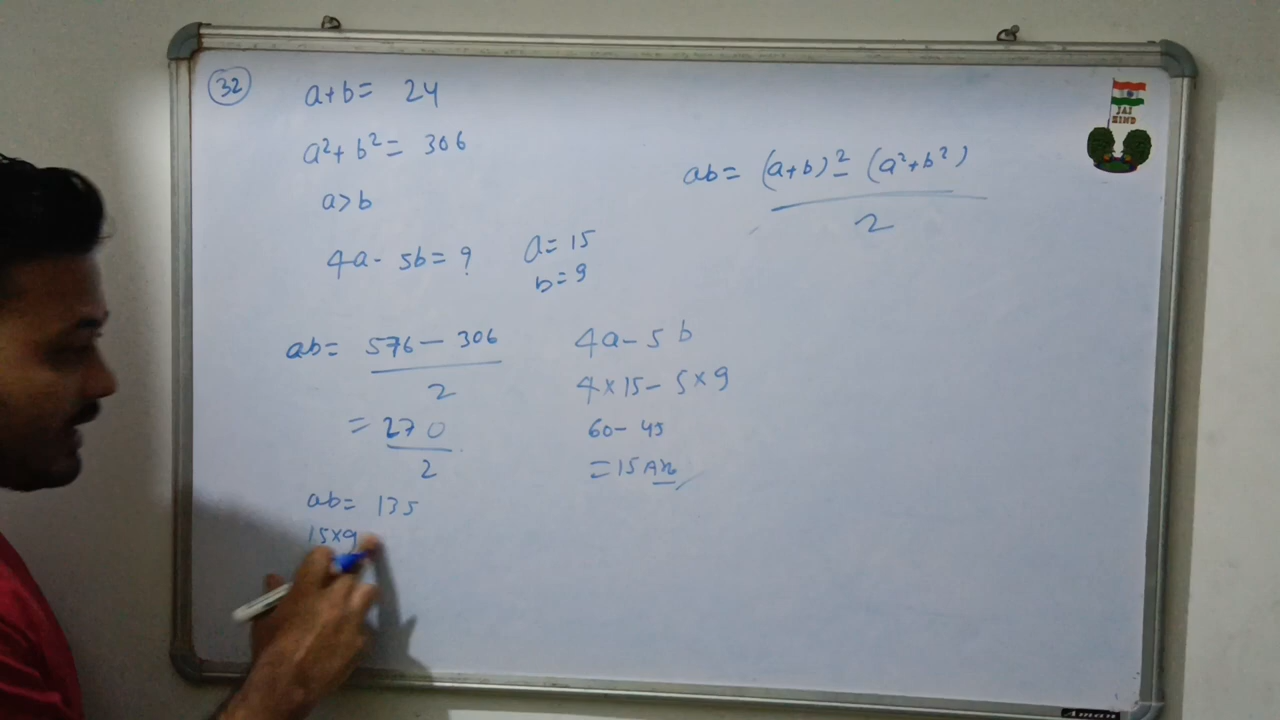 32
a+b= 24
a²+b²= 306
a>b
4a- 5b= ?
a= 15
b=9
ab= (a+b)²- (a²+b²)
2
ab= 576- 306
2
= 270
2
ab= 135
15×9
4a-5b
4×15- 5×9
60- 45
=15 Ans
JAI
HIND